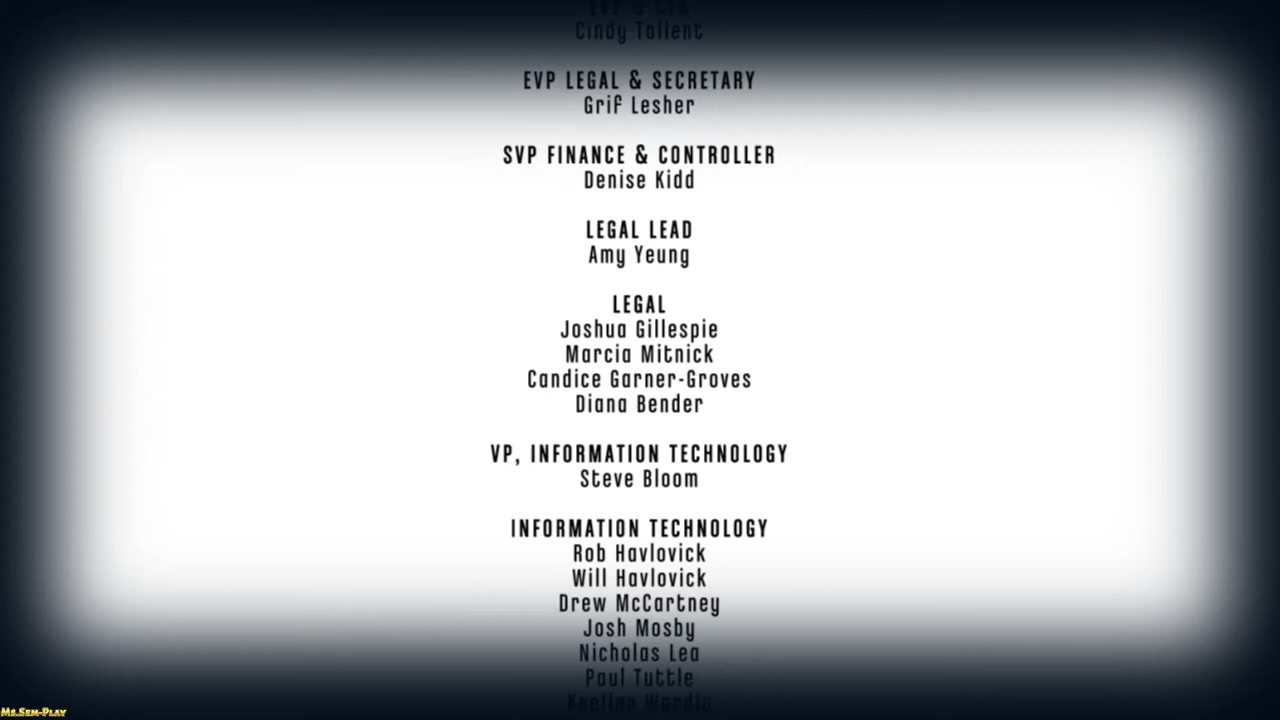 Cindy Tallent
EVP LEGAL & SECRETARY
Grif Lesher
SVP FINANCE & CONTROLLER
Denise Kidd
LEGAL LEAD
Amy Yeung
LEGAL
Joshua Gillespie
Marcia Mitnick
Candice Garner-Groves
Diana Bender
VP, INFORMATION TECHNOLOGY
Steve Bloom
INFORMATION TECHNOLOGY
Rob Havlovick
Will Havlovick
Drew McCartney
Josh Mosby
Nicholas Lea
Paul Tuttle
Ms.Sem-Play